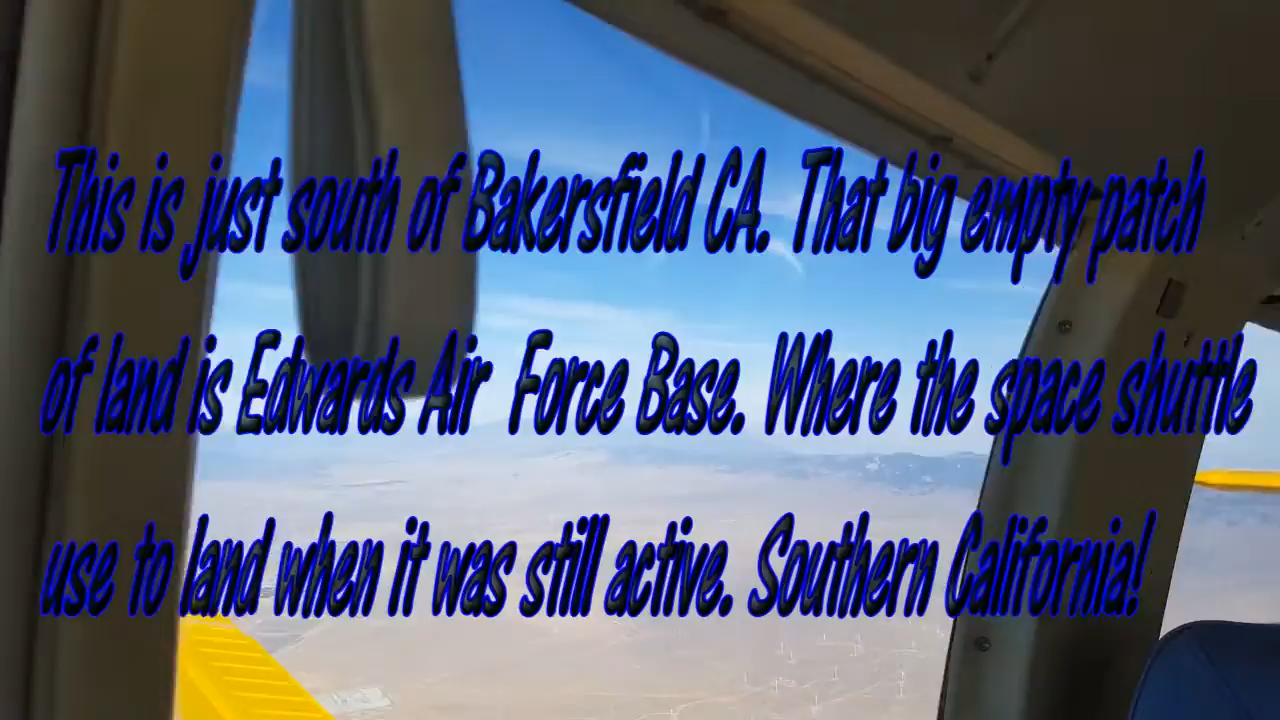 This is just south of Bakersfield CA. That big empty patch
of land is Edwards Air Force Base. Where the space shuttle
use to land when it was still active. Southern California!